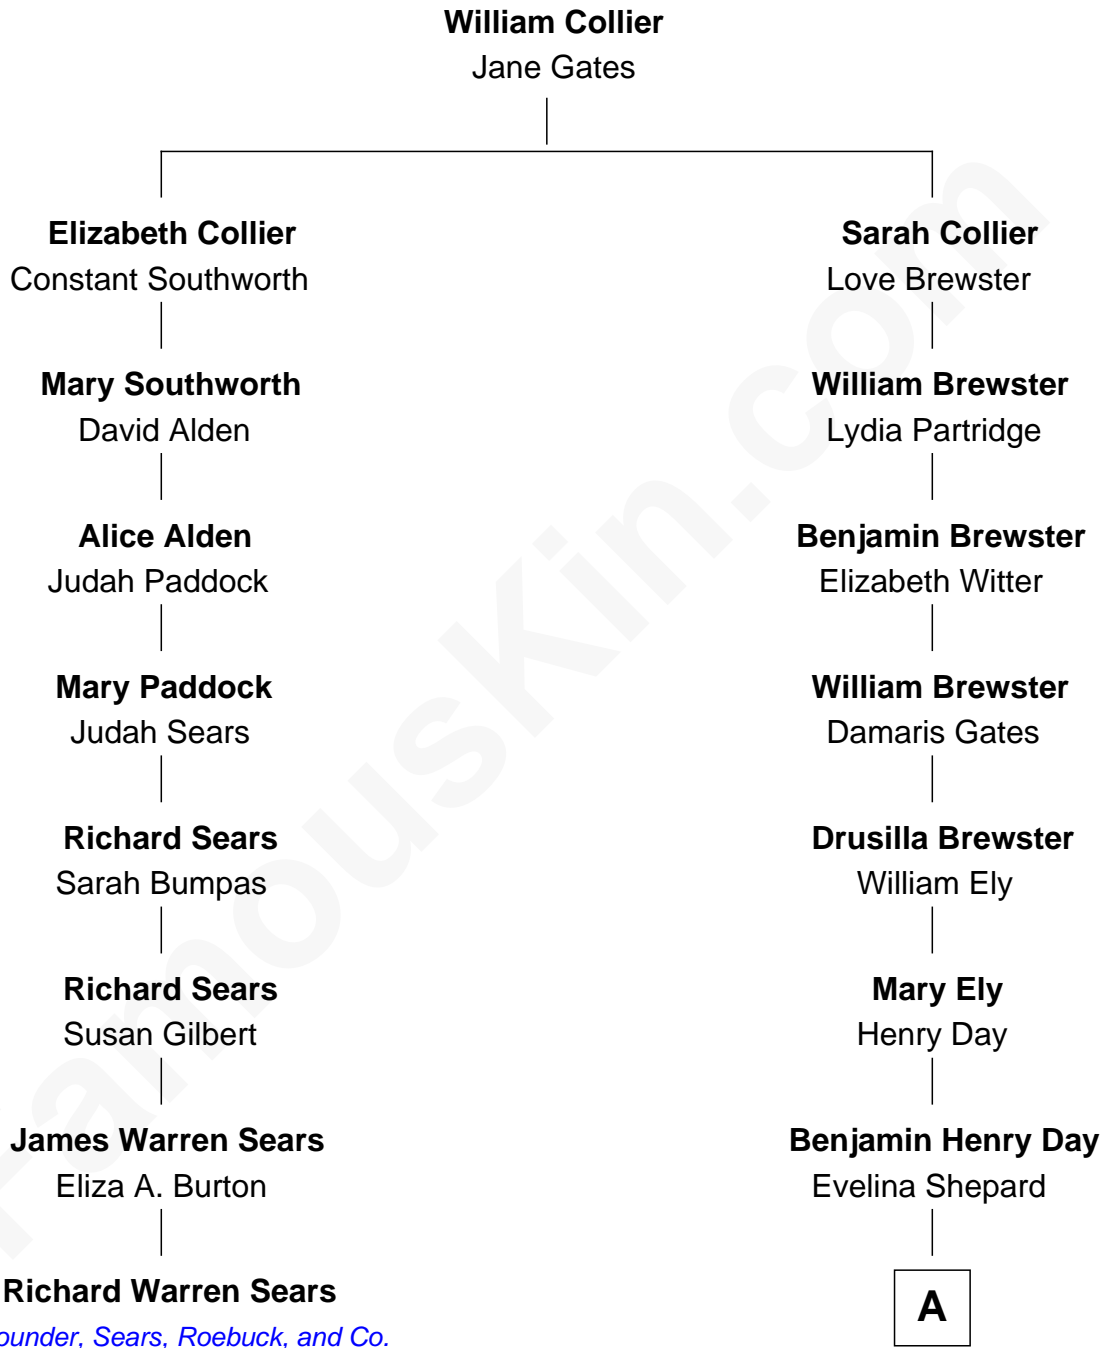 William Collier
Jane Gates
Elizabeth Collier
Constant Southworth
Sarah Collier
Love Brewster
Mary Southworth
David Alden
William Brewster
Lydia Partridge
Alice Alden
Judah Paddock
Benjamin Brewster
Elizabeth Witter
Mary Paddock
Judah Sears
William Brewster
Damaris Gates
Richard Sears
Sarah Bumpas
Drusilla Brewster
William Ely
Richard Sears
Susan Gilbert
Mary Ely
Henry Day
James Warren Sears
Eliza A. Burton
Benjamin Henry Day
Evelina Shepard
Richard Warren Sears
ounder, Sears, Roebuck, and Co.
A
FamousKin.com